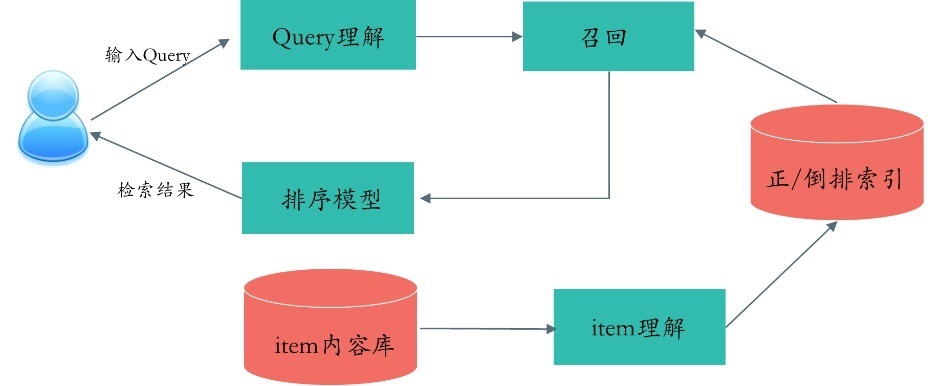 Query理解
召回
输入Query
正/倒排索引
检索结果
排序模型
item内容库
item理解